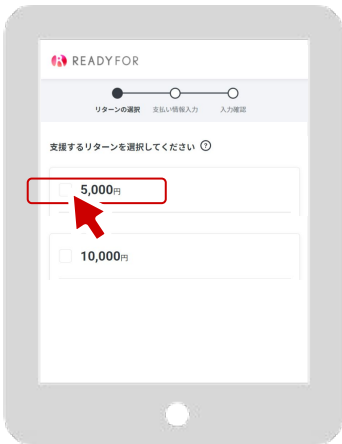 READYFOR
リターンの選択 支払い情報入力 入力確認
支援するリターンを選択してください ?
5,000円
10,000円